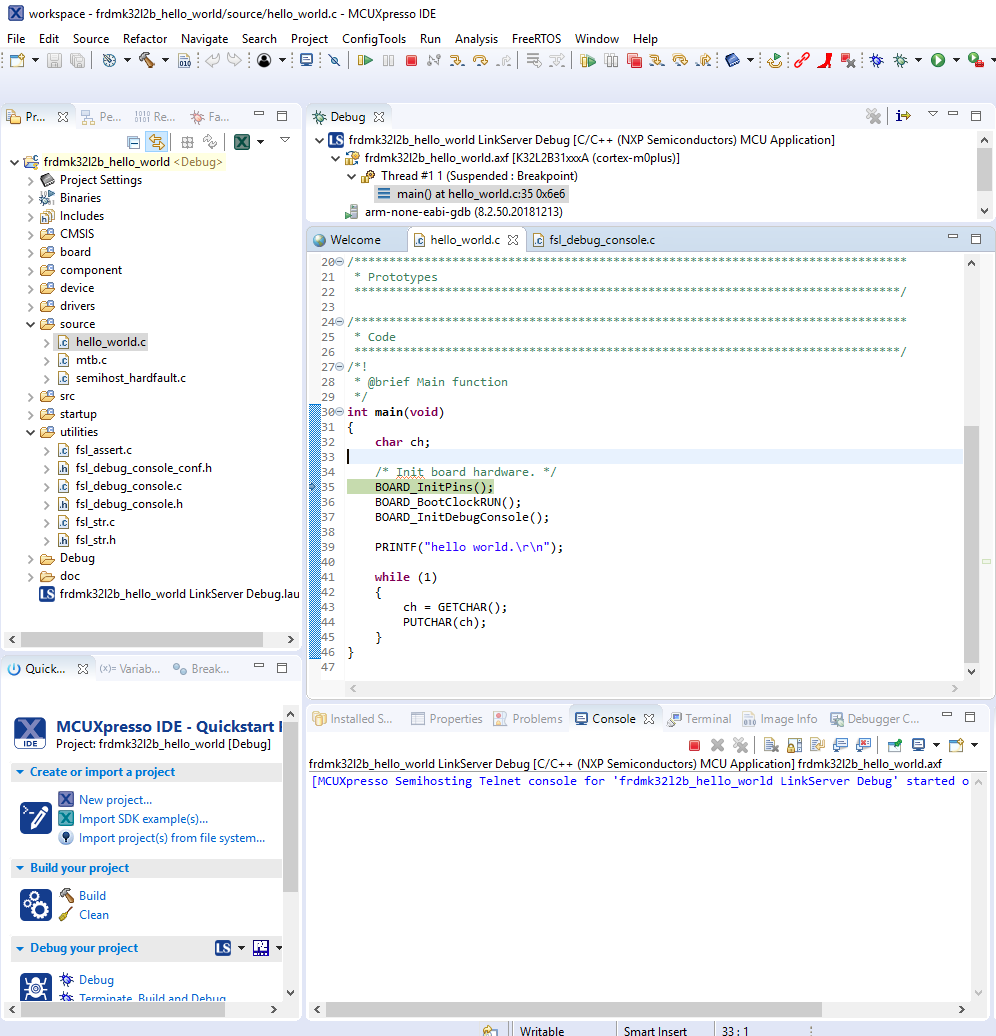 workspace - frdmk32l2b_hello_world/source/hello_world.c - MCUXpresso IDE
File Edit Source Refactor Navigate Search Project ConfigTools Run Analysis FreeRTOS Window Help
Pr... Pe... Re... Fa...
frdmk32l2b_hello_world <Debug>
Project Settings
Binaries
Includes
CMSIS
board
component
device
drivers
source
hello_world.c
mtb.c
semihost_hardfault.c
src
startup
utilities
fsl_assert.c
fsl_debug_console_conf.h
fsl_debug_console.c
fsl_debug_console.h
fsl_str.c
fsl_str.h
Debug
doc
LS frdmk32l2b_hello_world LinkServer Debug.lau
Debug
LS frdmk32l2b_hello_world LinkServer Debug [C/C++ (NXP Semiconductors) MCU Application]
frdmk32l2b_hello_world.axf [K32L2B31xxxA (cortex-m0plus)]
Thread #1 1 (Suspended : Breakpoint)
main() at hello_world.c:35 0x6e6
arm-none-eabi-gdb (8.2.50.20181213)
Welcome hello_world.c fsl_debug_console.c
20 /*******************************************************************************
21 * Prototypes
22 ******************************************************************************/
23
24 /*******************************************************************************
25 * Code
26 ******************************************************************************/
27 /*!
28 * @brief Main function
29 */
30 int main(void)
31 {
32 char ch;
33
34 /* Init board hardware. */
35 BOARD_InitPins();
36 BOARD_BootClockRUN();
37 BOARD_InitDebugConsole();
38
39 PRINTF("hello world.\r\n");
40
41 while (1)
42 {
43 ch = GETCHAR();
44 PUTCHAR(ch);
45 }
46 }
47
Quick... (x)= Variab... Break...
IDE
MCUXpresso IDE - Quickstart
Project: frdmk32l2b_hello_world [Debug]
Create or import a project
New project...
Import SDK example(s)...
Import project(s) from file system...
Build your project
Build
Clean
Debug your project LS
Debug
Terminate, Build and Debug
Installed S... Properties Problems Console Terminal Image Info Debugger C...
frdmk32l2b_hello_world LinkServer Debug [C/C++ (NXP Semiconductors) MCU Application] frdmk32l2b_hello_world.axf
[MCUXpresso Semihosting Telnet console for 'frdmk32l2b_hello_world LinkServer Debug' started o
Writable Smart Insert 33 : 1